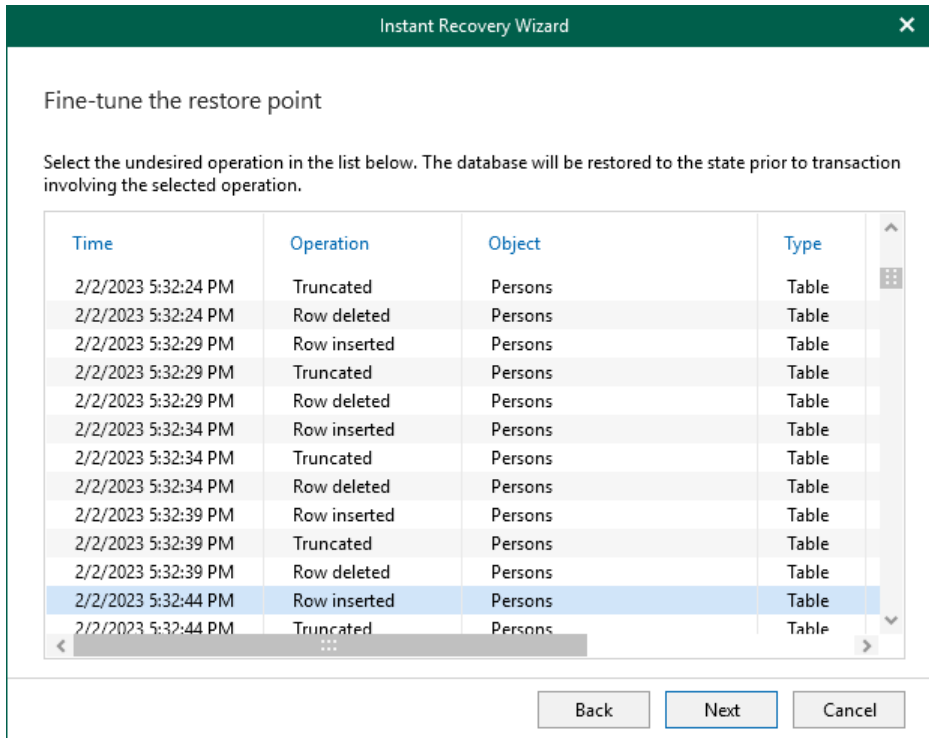 Instant Recovery Wizard
Fine-tune the restore point
Select the undesired operation in the list below. The database will be restored to the state prior to transaction
involving the selected operation.
Time Operation Object Type
2/2/2023 5:32:24 PM Truncated Persons Table
2/2/2023 5:32:24 PM Row deleted Persons Table
2/2/2023 5:32:29 PM Row inserted Persons Table
2/2/2023 5:32:29 PM Truncated Persons Table
2/2/2023 5:32:29 PM Row deleted Persons Table
2/2/2023 5:32:34 PM Row inserted Persons Table
2/2/2023 5:32:34 PM Truncated Persons Table
2/2/2023 5:32:34 PM Row deleted Persons Table
2/2/2023 5:32:39 PM Row inserted Persons Table
2/2/2023 5:32:39 PM Truncated Persons Table
2/2/2023 5:32:39 PM Row deleted Persons Table
2/2/2023 5:32:44 PM Row inserted Persons Table
2/2/2023 5:32:44 PM Truncated Persons Table
Back Next Cancel